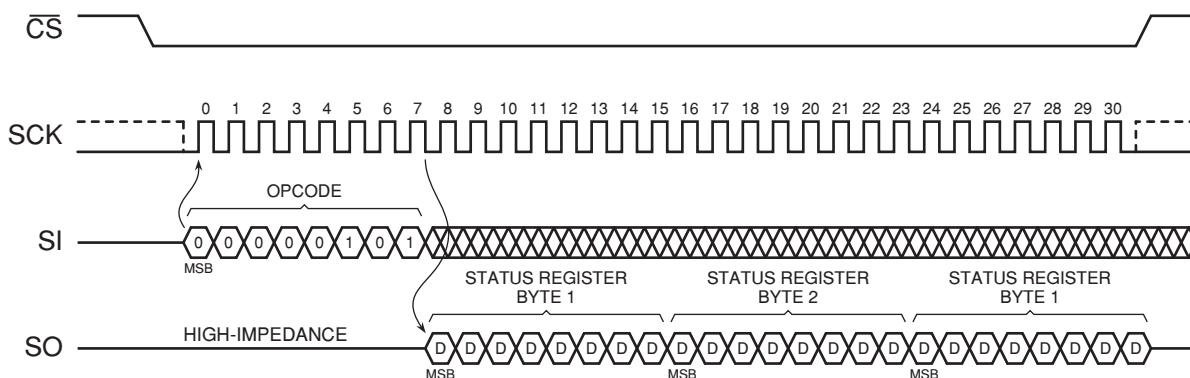 CS
0 1 2 3 4 5 6 7 8 9 10 11 12 13 14 15 16 17 18 19 20 21 22 23 24 25 26 27 28 29 30
SCK
OPCODE
SI 0 0 0 0 0 1 0 1
MSB
STATUS REGISTER BYTE 1
STATUS REGISTER BYTE 2
STATUS REGISTER BYTE 1
HIGH-IMPEDANCE
SO D D D D D D D D D D D D D D D D D D D D D D D D
MSB MSB MSB